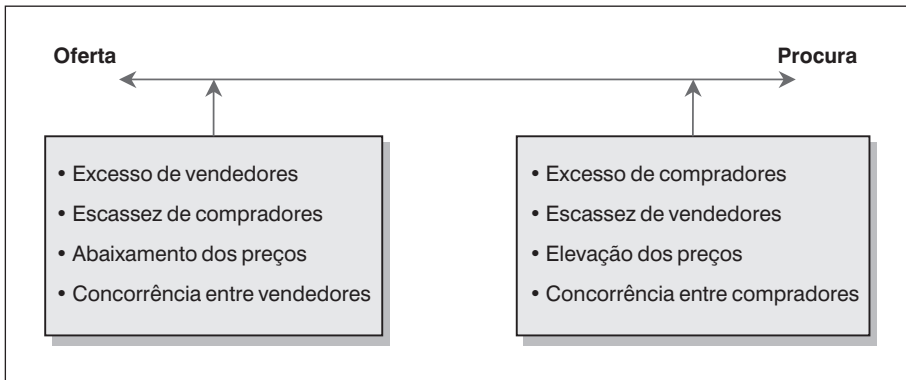 Oferta
Procura
• Excesso de vendedores
• Escassez de compradores
• Abaixamento dos preços
• Concorrência entre vendedores
• Excesso de compradores
• Escassez de vendedores
• Elevação dos preços
• Concorrência entre compradores